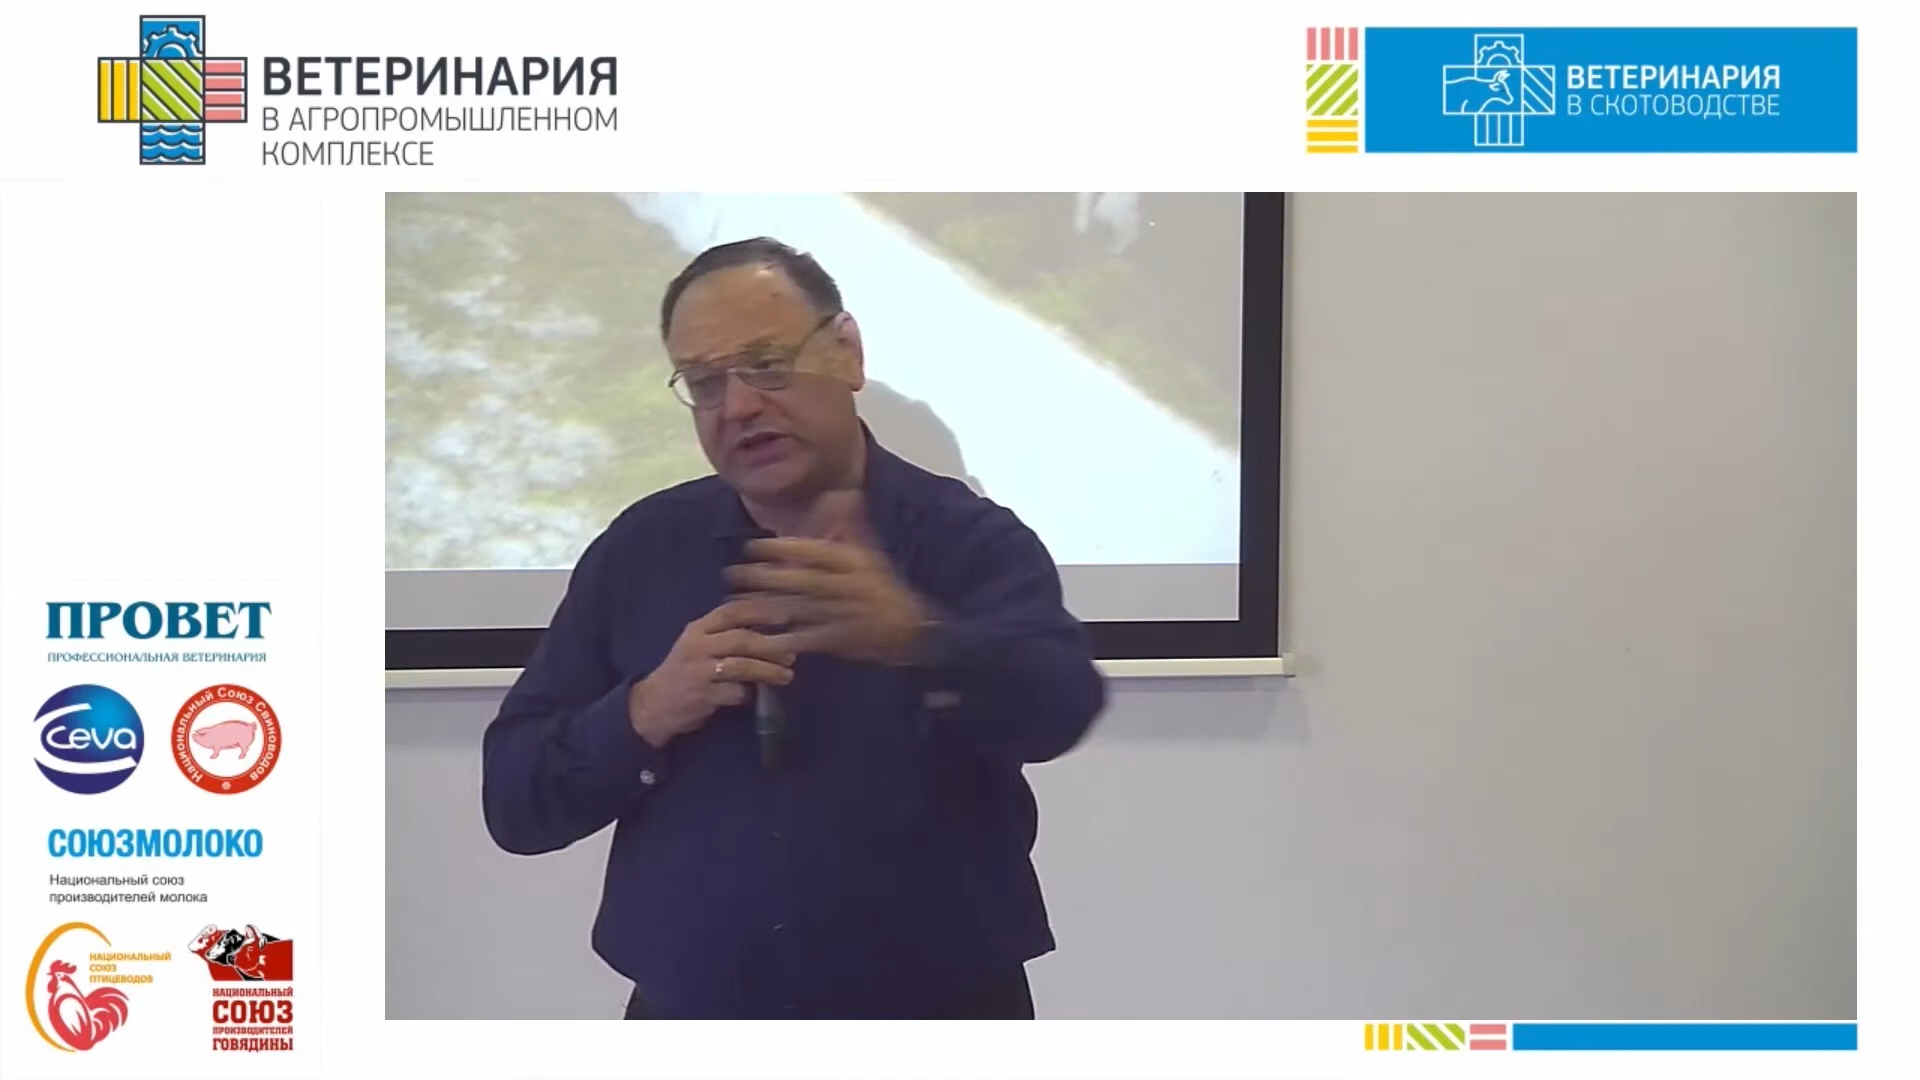 ВЕТЕРИНАРИЯ
В АГРОПРОМЫШЛЕННОМ
КОМПЛЕКСЕ
ВЕТЕРИНАРИЯ
В СКОТОВОДСТВЕ
ПРОВЕТ
ПРОФЕССИОНАЛЬНАЯ ВЕТЕРИНАРИЯ
Ceva
Национальный Союз Свиноводов
СОЮЗМОЛОКО
Национальный союз
производителей молока
НАЦИОНАЛЬНЫЙ
СОЮЗ
ПТИЦЕВОДОВ
НАЦИОНАЛЬНЫЙ
СОЮЗ
ПРОИЗВОДИТЕЛЕЙ
ГОВЯДИНЫ